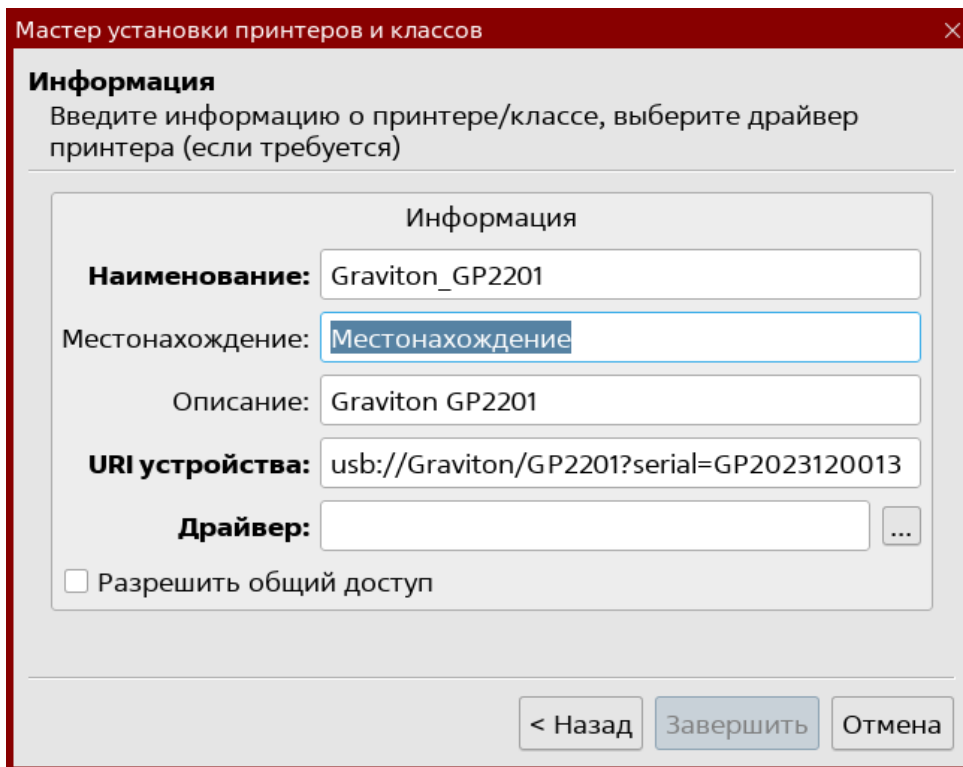 Мастер установки принтеров и классов
Информация
Введите информацию о принтере/классе, выберите драйвер
принтера (если требуется)
Информация
Наименование: Graviton_GP2201
Местонахождение: Местонахождение
Описание: Graviton GP2201
URI устройства: usb://Graviton/GP2201?serial=GP2023120013
Драйвер: ...
Разрешить общий доступ
< Назад Завершить Отмена